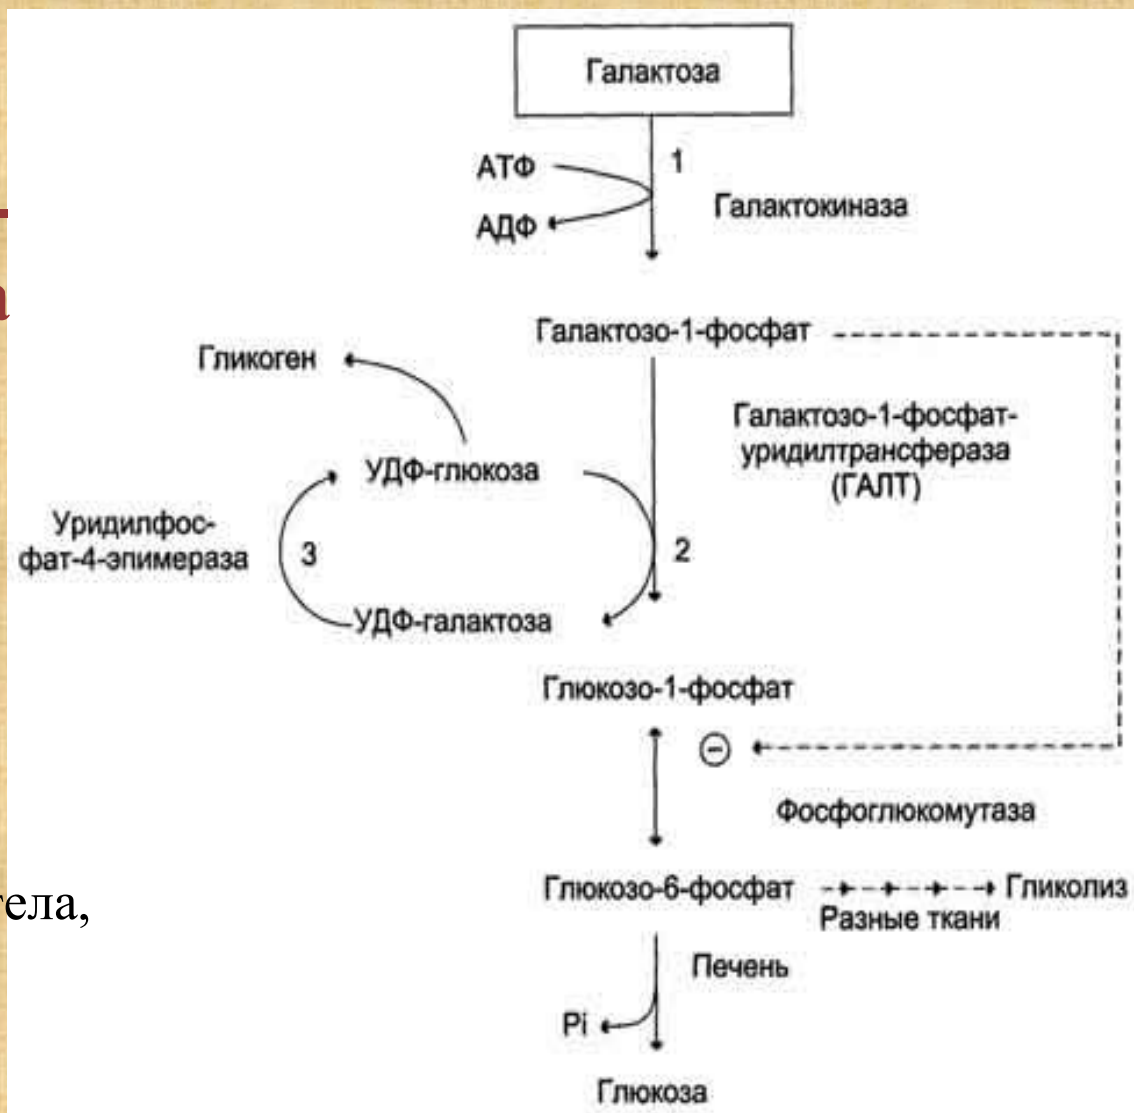 Галактоза
АТФ
1
АДФ
Галактокиназа
Галактозо-1-фосфат
Гликоген
Галактозо-1-фосфат-
уридилтрансфераза
(ГАЛТ)
УДФ-глюкоза
Уридилфос-
фат-4-эпимераза
3
2
УДФ-галактоза
Глюкозо-1-фосфат
−
Фосфоглюкомутаза
Глюкозо-6-фосфат
Гликолиз
Разные ткани
Печень
Pi
Глюкоза